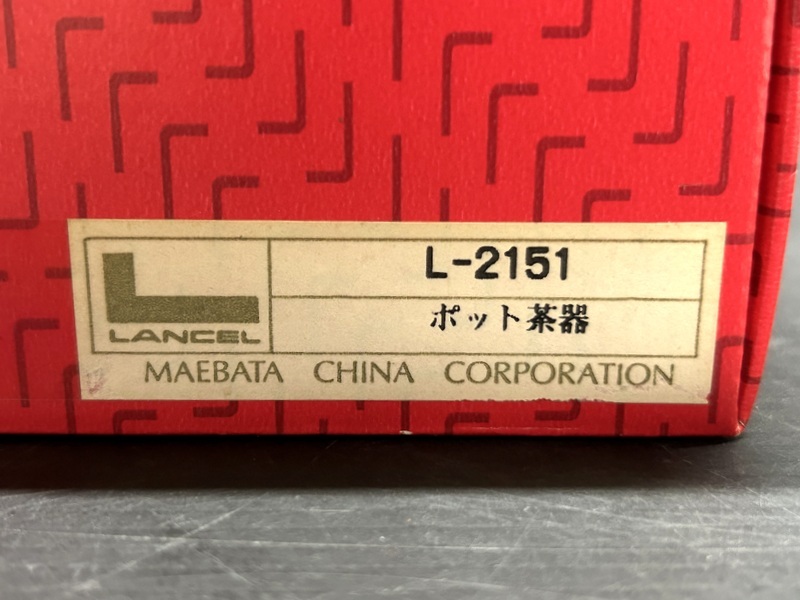 L-2151
ポット茶器
LANCEL
MAEBATA CHINA CORPORATION